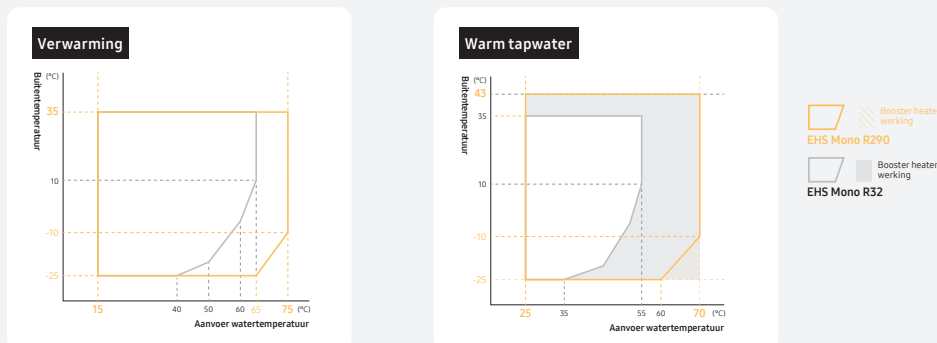 Verwarming
(°C)
Buitentemperatuur
35
10
-10
-25
15
40
50
60
65
75
(°C)
Aanvoer watertemperatuur
Warm tapwater
(°C)
Buitentemperatuur
43
35
10
-10
-25
25
35
55
60
70
(°C)
Aanvoer watertemperatuur
Booster heate
werking
EHS Mono R290
Booster heater
werking
EHS Mono R32